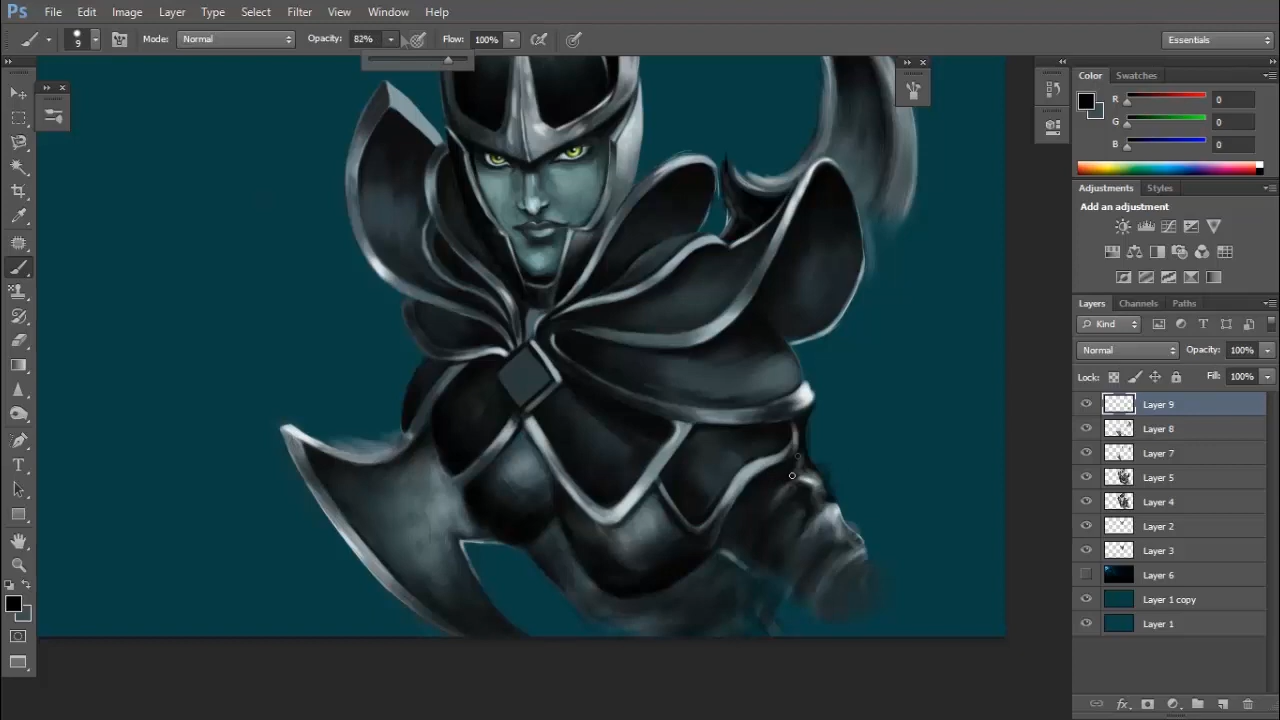 Ps File Edit Image Layer Type Select Filter View Window Help
9 Mode: Normal Opacity: 82% Flow: 100% Essentials
Color Swatches
R 0
G 0
B 0
Adjustments Styles
Add an adjustment
Layers Channels Paths
Kind
Normal Opacity: 100%
Lock: Fill: 100%
Layer 9
Layer 8
Layer 7
Layer 5
Layer 4
Layer 2
Layer 3
Layer 6
Layer 1 copy
Layer 1